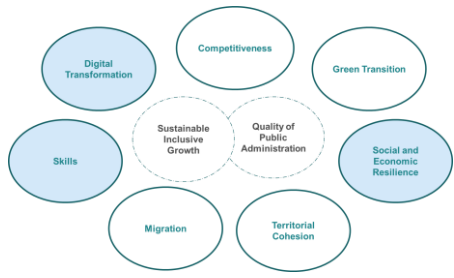 Competitiveness
Digital
Transformation
Green Transition
Sustainable
Inclusive
Growth
Quality of
Public
Administration
Skills
Social and
Economic
Resilience
Migration
Territorial
Cohesion